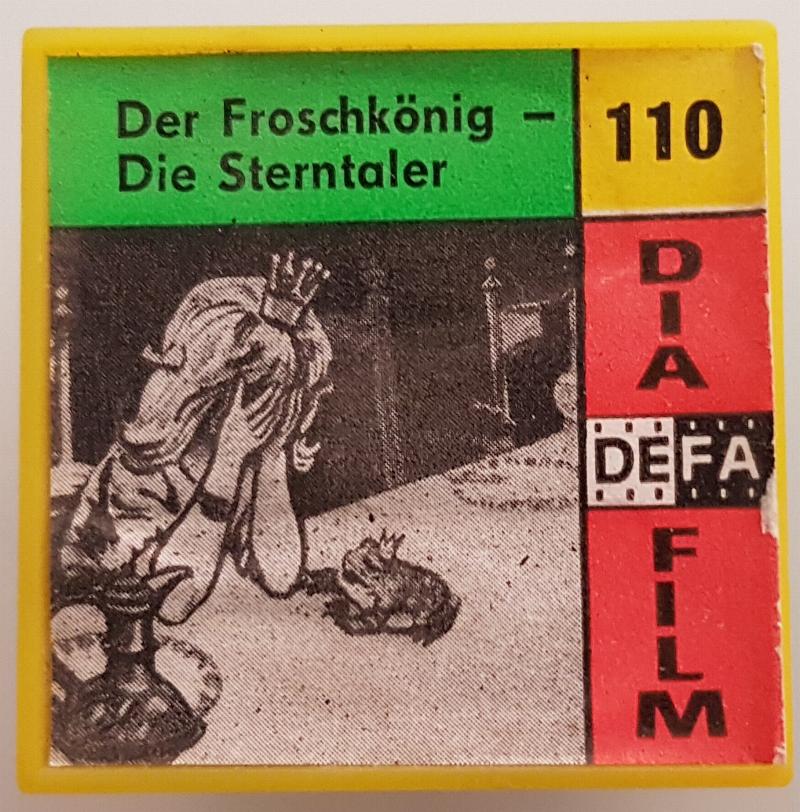 Der Froschkönig –
Die Sterntaler
110
DIA
DEFA
FILM